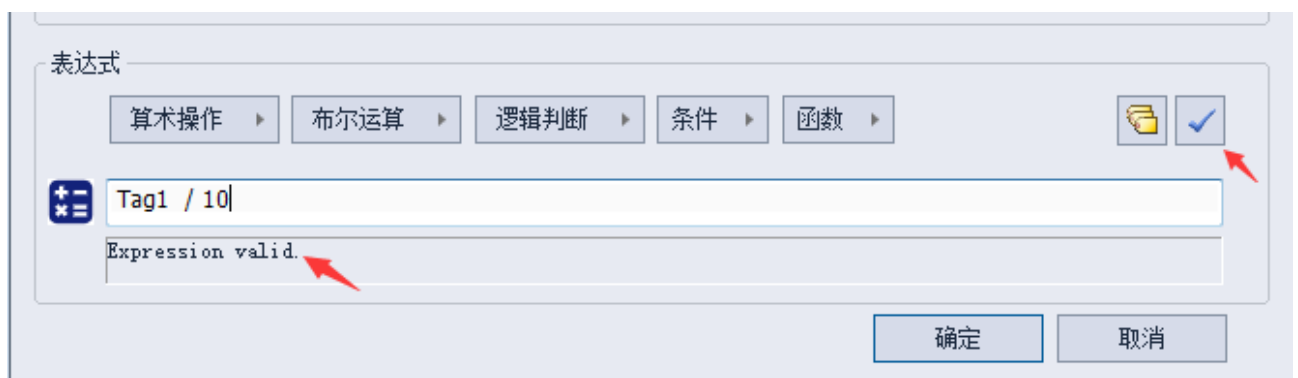 表达式
算术操作 布尔运算 逻辑判断 条件 函数
Tag1 / 10
Expression valid.
确定 取消